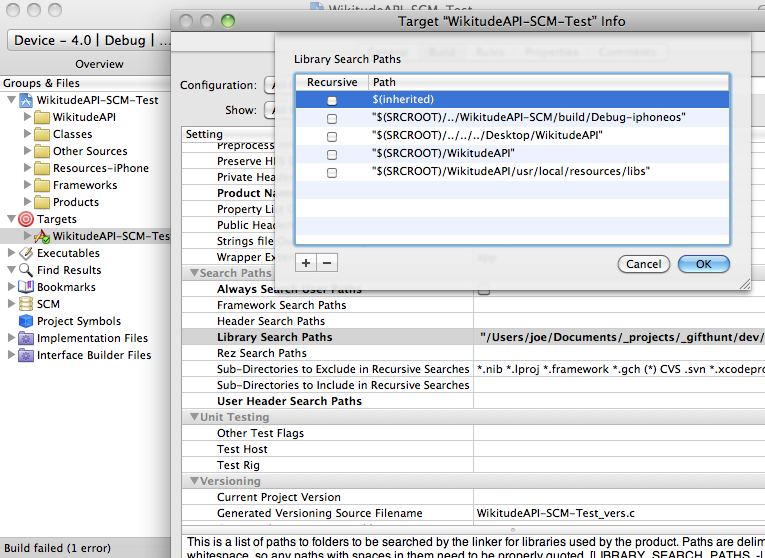 WikitudeAPI-SCM-Test
Target "WikitudeAPI-SCM-Test" Info
Device - 4.0 | Debug | ...
Overview
Groups & Files
WikitudeAPI-SCM-Test
WikitudeAPI
Classes
Other Sources
Resources-iPhone
Frameworks
Products
Targets
WikitudeAPI-SCM-Tes
Executables
Find Results
Bookmarks
SCM
Project Symbols
Implementation Files
Interface Builder Files
Build failed (1 error)
General Build Rules Properties Comments
Configuration:
Show:
Library Search Paths
Recursive Path
$(inherited)
"$(SRCROOT)/../WikitudeAPI-SCM/build/Debug-iphoneos"
"$(SRCROOT)/../../../Desktop/WikitudeAPI"
"$(SRCROOT)/WikitudeAPI"
"$(SRCROOT)/WikitudeAPI/usr/local/resources/libs"
+ −
Cancel OK
Setting
Preprocess
Preserve HF
Private Head
Product Na
Property List
Public Heade
Strings file
Wrapper Ex
app
Search Paths
Always Search User Paths
Framework Search Paths
Header Search Paths
Library Search Paths "/Users/joe/Documents/_projects/_gifthunt/dev/
Rez Search Paths
Sub-Directories to Exclude in Recursive Searches *.nib *.lproj *.framework *.gch (*) CVS .svn *.xcodepro
Sub-Directories to Include in Recursive Searches
User Header Search Paths
Unit Testing
Other Test Flags
Test Host
Test Rig
Versioning
Current Project Version
Generated Versioning Source Filename WikitudeAPI-SCM-Test_vers.c
This is a list of paths to folders to be searched by the linker for libraries used by the product. Paths are delim
whitespace, so any paths with spaces in them need to be properly quoted. [LIBRARY_SEARCH_PATHS, -L